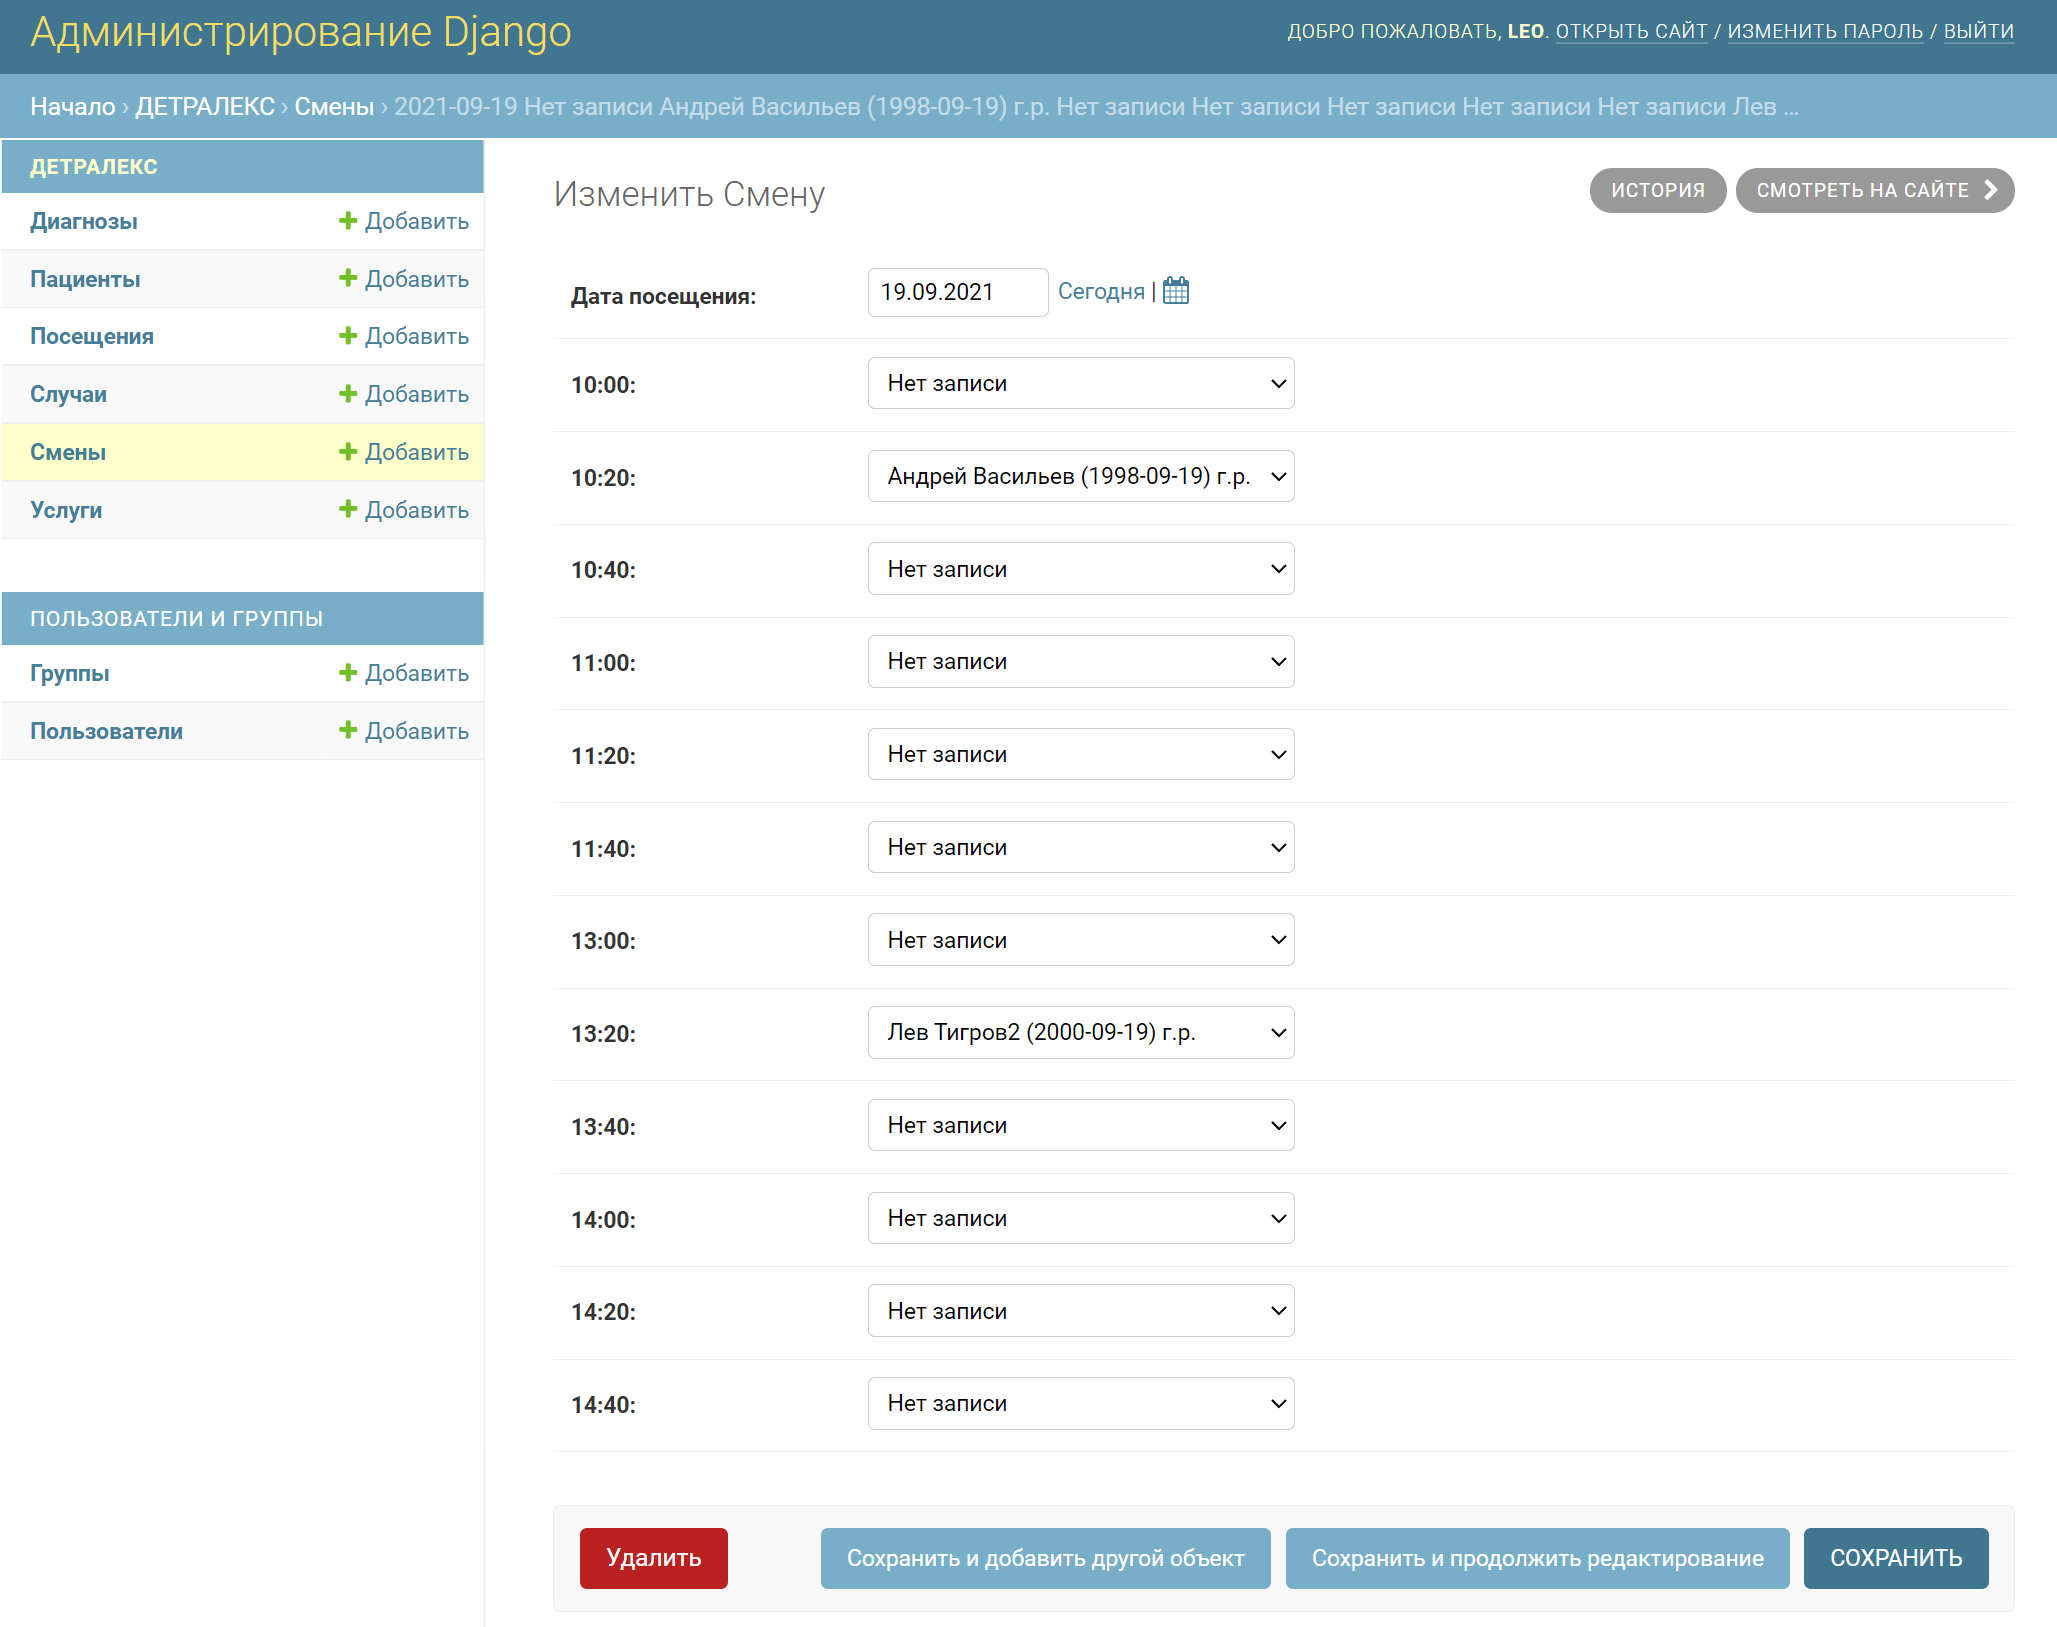 Администрирование Django
ДОБРО ПОЖАЛОВАТЬ, LEO. ОТКРЫТЬ САЙТ / ИЗМЕНИТЬ ПАРОЛЬ / ВЫЙТИ
Начало › ДЕТРАЛЕКС › Смены › 2021-09-19 Нет записи Андрей Васильев (1998-09-19) г.р. Нет записи Нет записи Нет записи Нет записи Нет записи Лев …
ДЕТРАЛЕКС
Диагнозы Добавить
Пациенты Добавить
Посещения Добавить
Случаи Добавить
Смены Добавить
Услуги Добавить
ПОЛЬЗОВАТЕЛИ И ГРУППЫ
Группы Добавить
Пользователи Добавить
Изменить Смену
ИСТОРИЯ
СМОТРЕТЬ НА САЙТЕ
Дата посещения: 19.09.2021 Сегодня |
10:00: Нет записи
10:20: Андрей Васильев (1998-09-19) г.р.
10:40: Нет записи
11:00: Нет записи
11:20: Нет записи
11:40: Нет записи
13:00: Нет записи
13:20: Лев Тигров2 (2000-09-19) г.р.
13:40: Нет записи
14:00: Нет записи
14:20: Нет записи
14:40: Нет записи
Удалить
Сохранить и добавить другой объект
Сохранить и продолжить редактирование
СОХРАНИТЬ